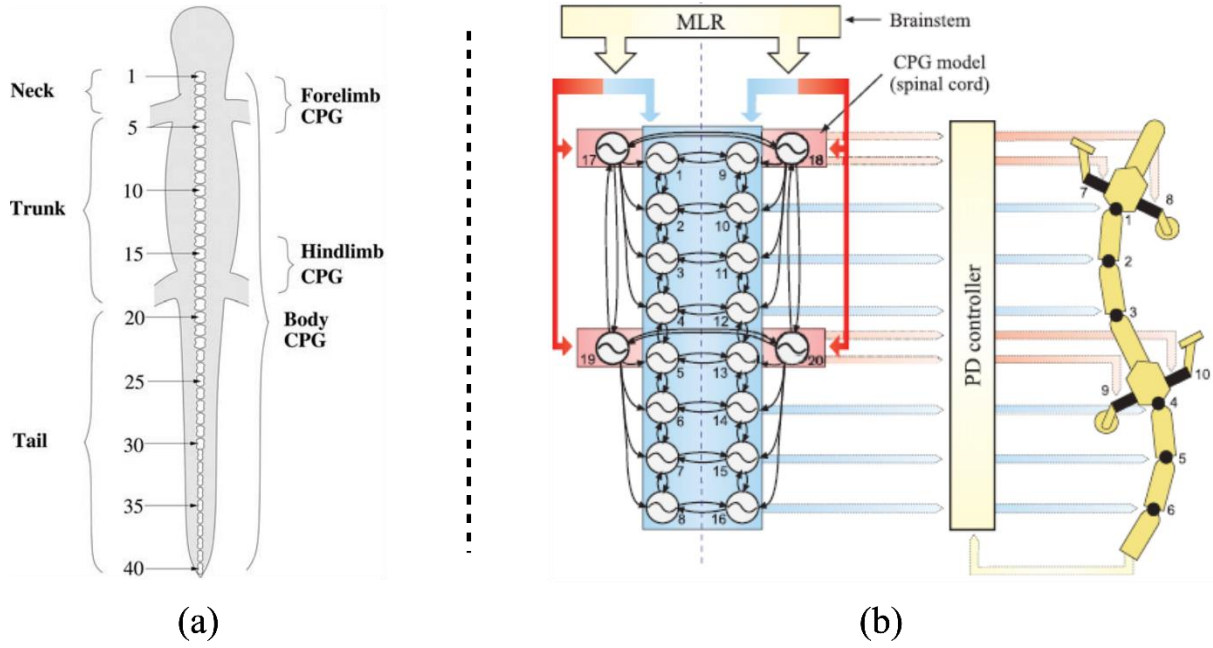 Neck
Trunk
Tail
1
5
10
15
20
25
30
35
40
Forelimb
CPG
Hindlimb
CPG
Body
CPG
(a)
MLR
Brainstem
CPG model
(spinal cord)
17
1
9
18
2
10
3
11
4
12
19
5
13
20
6
14
7
15
8
16
PD controller
7
8
1
2
3
9
10
4
5
6
(b)